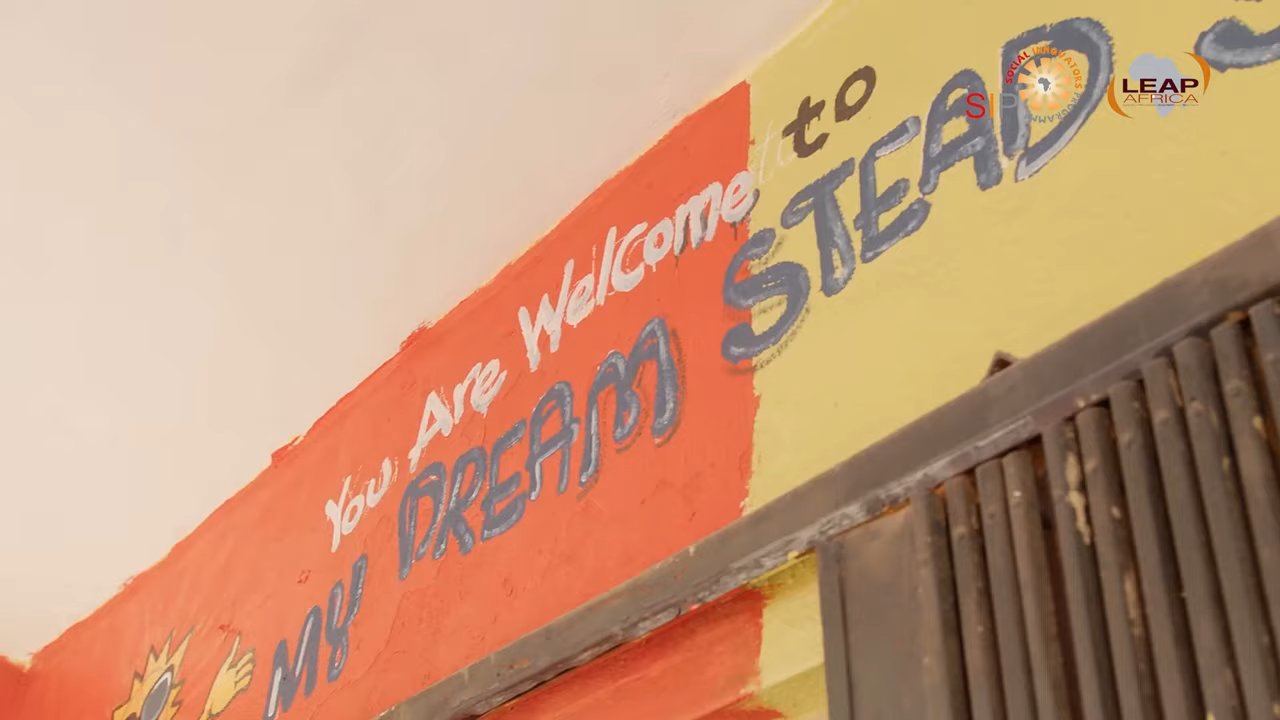 You Are Welcome to
MY DREAM STEAD
SIP
SOCIAL INNOVATORS PROGRAMME
LEAP
AFRICA